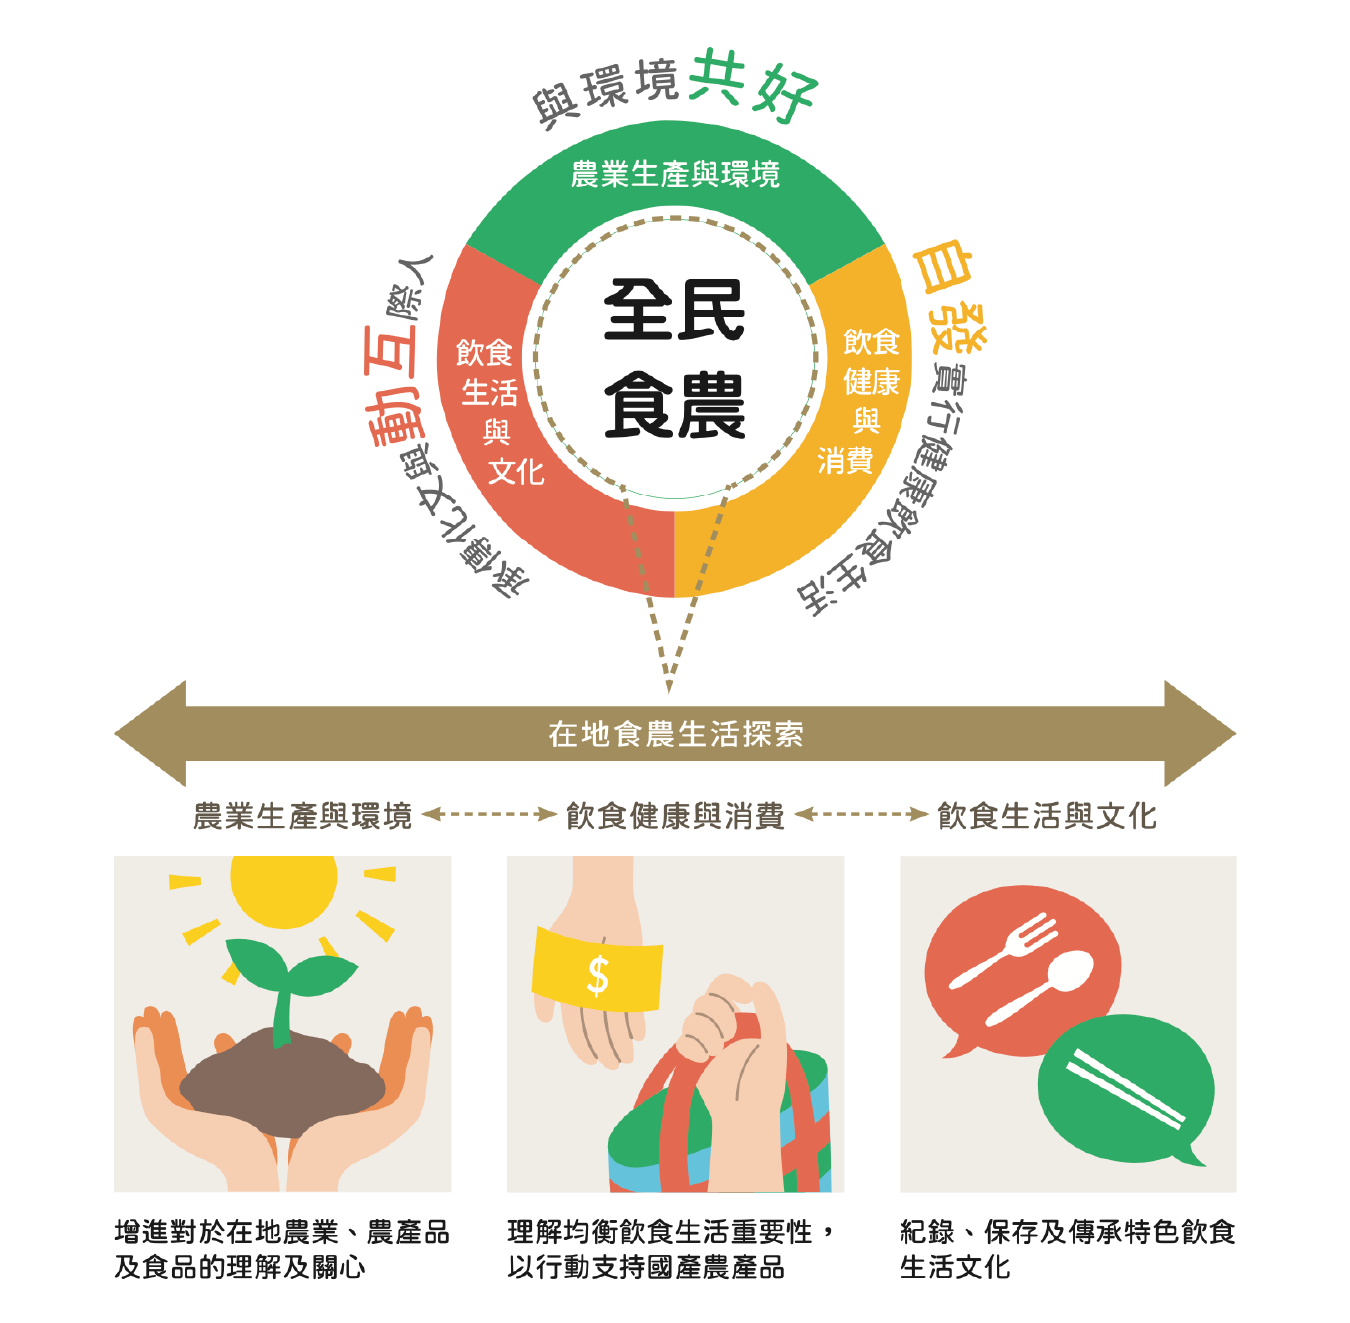 與環境共好
農業生產與環境
全民
食農
人際互動與文化傳承
飲食
生活
與
文化
飲食
健康
與
消費
自發實行健康飲食生活
在地食農生活探索
農業生產與環境
飲食健康與消費
飲食生活與文化
$
增進對於在地農業、農產品
及食品的理解及關心
理解均衡飲食生活重要性，
以行動支持國產農產品
紀錄、保存及傳承特色飲食
生活文化